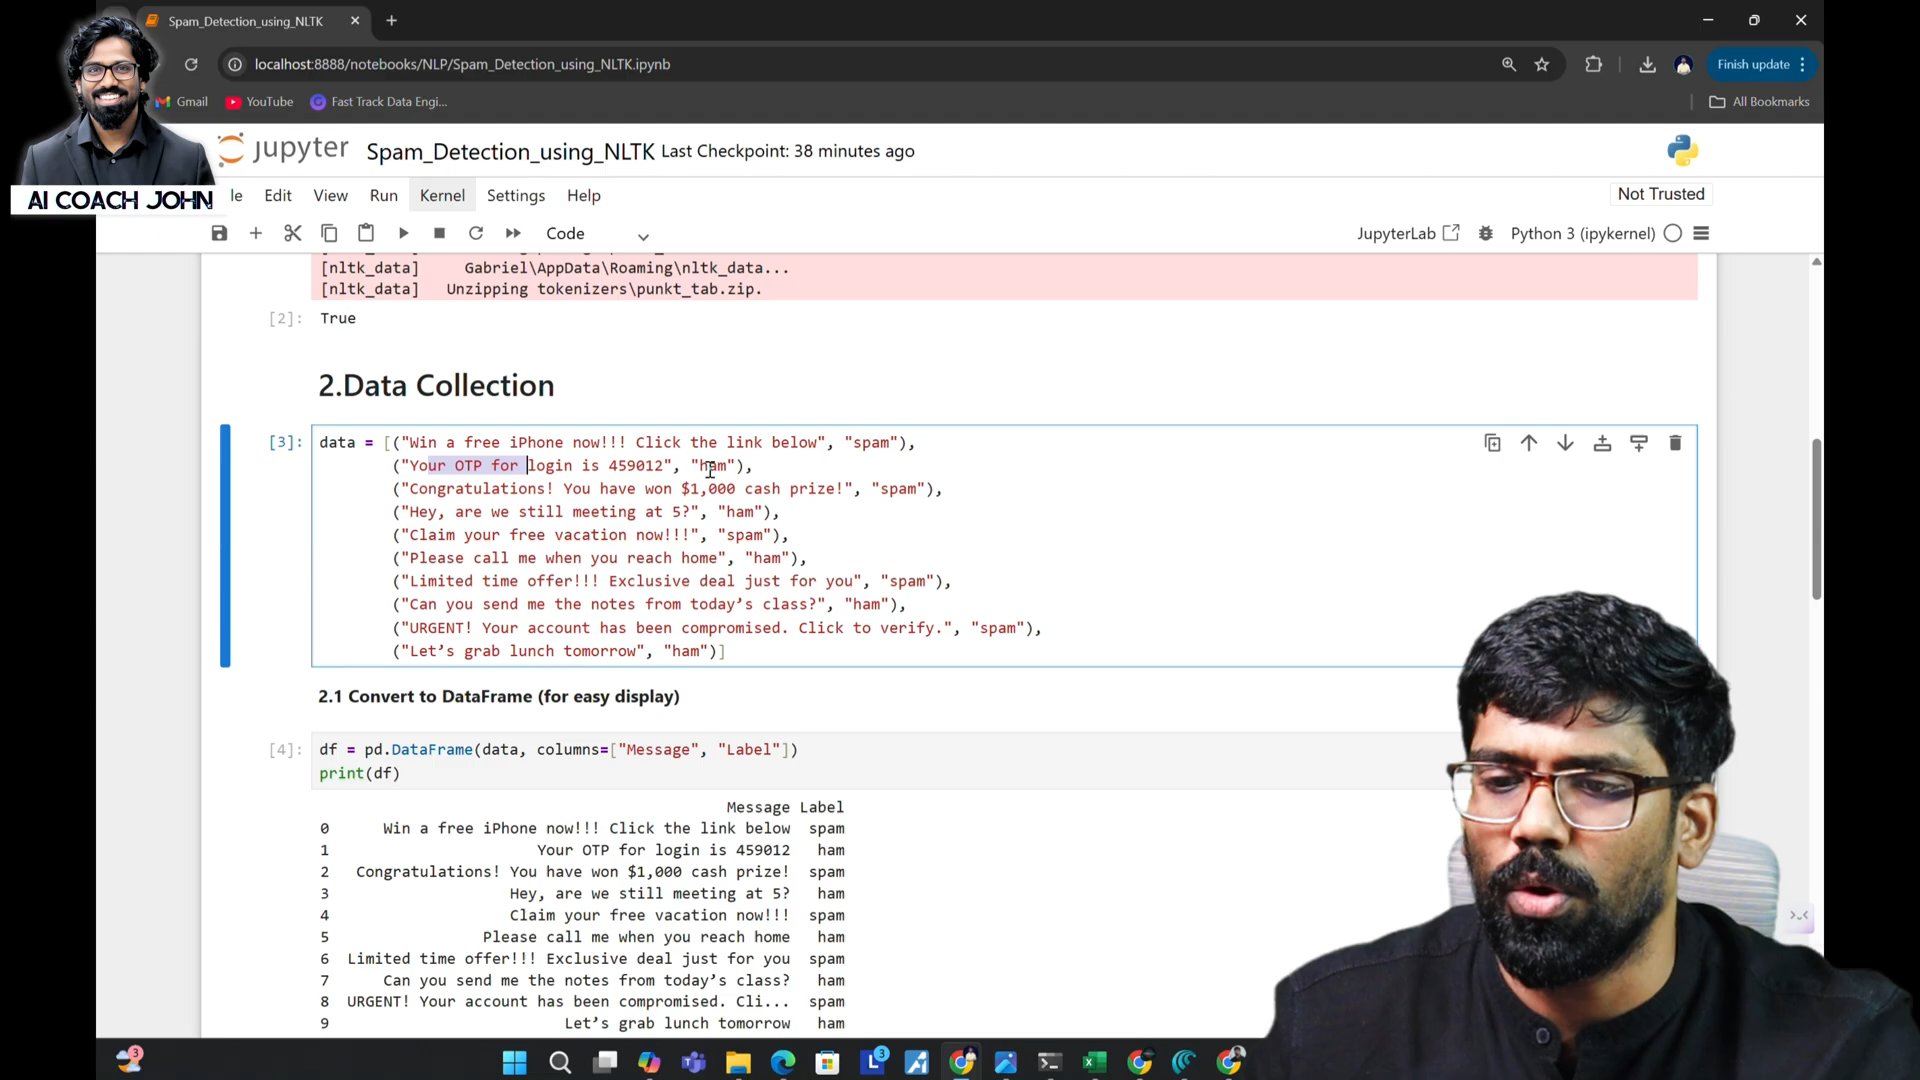 Spam_Detection_using_NLTK
localhost:8888/notebooks/NLP/Spam_Detection_using_NLTK.ipynb
Finish update
Gmail
YouTube
Fast Track Data Engi...
All Bookmarks
jupyter
Spam_Detection_using_NLTK Last Checkpoint: 38 minutes ago
AI COACH JOHN
le Edit View Run Kernel Settings Help
Not Trusted
Code
JupyterLab
Python 3 (ipykernel)
[nltk_data]     Gabriel\AppData\Roaming\nltk_data...
[nltk_data]   Unzipping tokenizers\punkt_tab.zip.
[2]: True
2.Data Collection
[3]: data = [("Win a free iPhone now!!! Click the link below", "spam"),
("Your OTP for login is 459012", "ham"),
("Congratulations! You have won $1,000 cash prize!", "spam"),
("Hey, are we still meeting at 5?", "ham"),
("Claim your free vacation now!!!", "spam"),
("Please call me when you reach home", "ham"),
("Limited time offer!!! Exclusive deal just for you", "spam"),
("Can you send me the notes from today’s class?", "ham"),
("URGENT! Your account has been compromised. Click to verify.", "spam"),
("Let’s grab lunch tomorrow", "ham")]
2.1 Convert to DataFrame (for easy display)
[4]: df = pd.DataFrame(data, columns=["Message", "Label"])
print(df)
Message Label
0 Win a free iPhone now!!! Click the link below spam
1 Your OTP for login is 459012 ham
2 Congratulations! You have won $1,000 cash prize! spam
3 Hey, are we still meeting at 5? ham
4 Claim your free vacation now!!! spam
5 Please call me when you reach home ham
6 Limited time offer!!! Exclusive deal just for you spam
7 Can you send me the notes from today’s class? ham
8 URGENT! Your account has been compromised. Cli... spam
9 Let’s grab lunch tomorrow ham
3
3